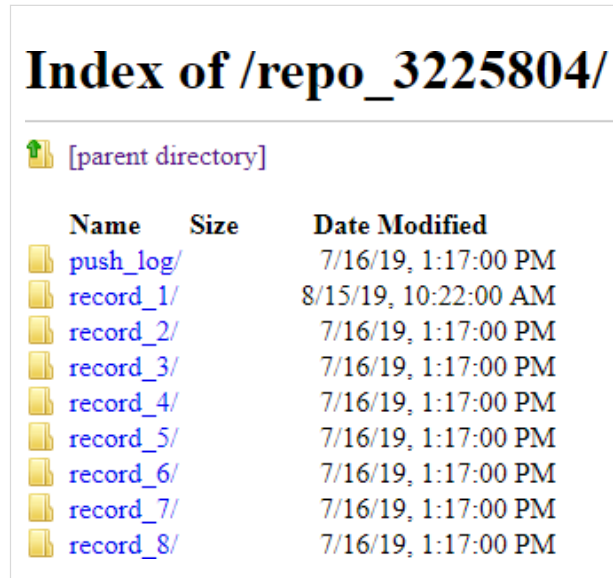 Index of /repo_3225804/
[parent directory]
Name Size Date Modified
push_log/ 7/16/19, 1:17:00 PM
record_1/ 8/15/19, 10:22:00 AM
record_2/ 7/16/19, 1:17:00 PM
record_3/ 7/16/19, 1:17:00 PM
record_4/ 7/16/19, 1:17:00 PM
record_5/ 7/16/19, 1:17:00 PM
record_6/ 7/16/19, 1:17:00 PM
record_7/ 7/16/19, 1:17:00 PM
record_8/ 7/16/19, 1:17:00 PM